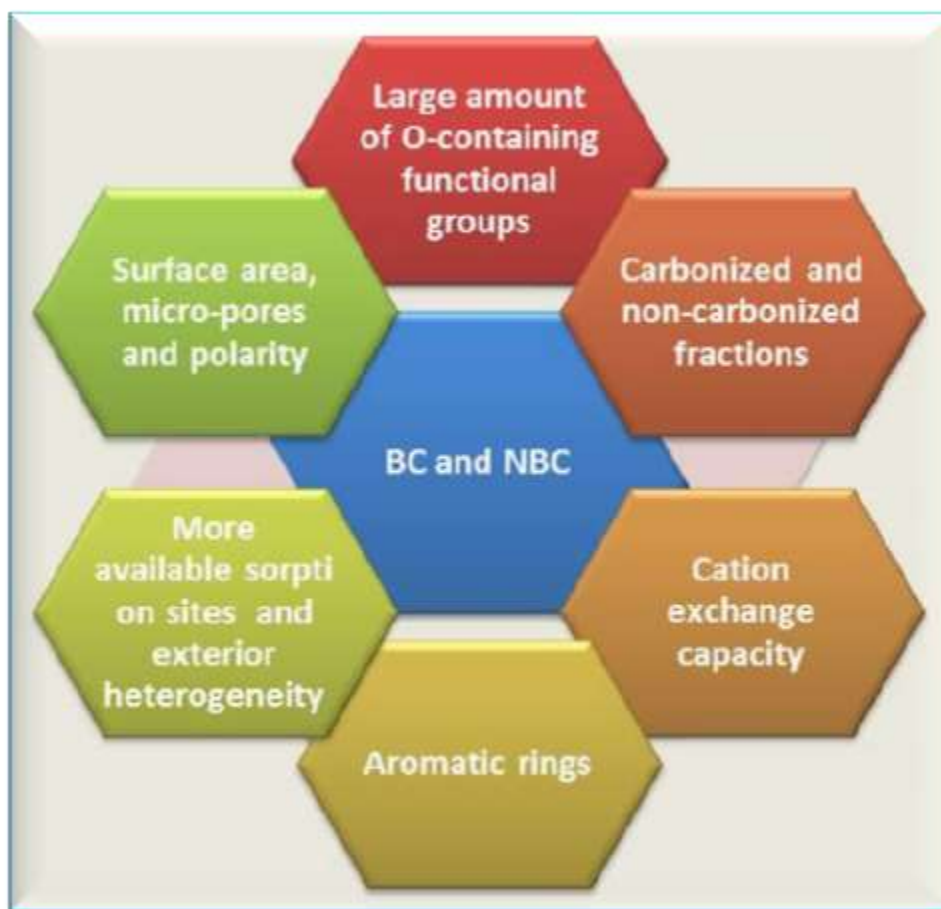 Large amount
of O-containing
functional
groups
Surface area,
micro-pores
and polarity
Carbonized and
non-carbonized
fractions
BC and NBC
More
available sorpti
on sites and
exterior
heterogeneity
Cation
exchange
capacity
Aromatic rings